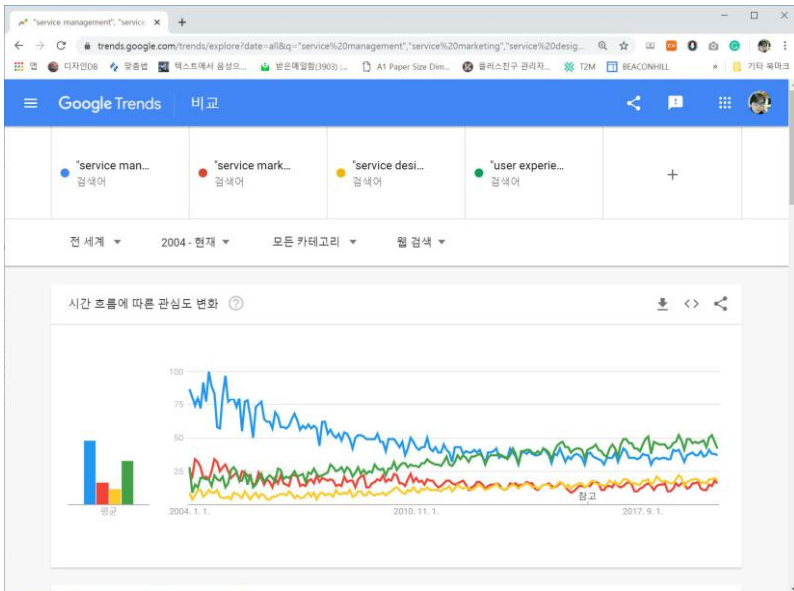 "service management", "service
trends.google.com/trends/explore?date=all&q="service%20management","service%20marketing","service%20desig...
앱
디자인DB
맞춤법
텍스트에서 음성으...
받은메일함(3903) :...
A1 Paper Size Dim...
플러스친구 관리자...
T2M
BEACONHILL
»
기타 북마크
Google Trends
비교
"service man...
검색어
"service mark...
검색어
"service desi...
검색어
"user experie...
검색어
+
전 세계
2004 - 현재
모든 카테고리
웹 검색
시간 흐름에 따른 관심도 변화
100
75
50
25
참고
평균
2004. 1. 1.
2010. 11. 1.
2017. 9. 1.